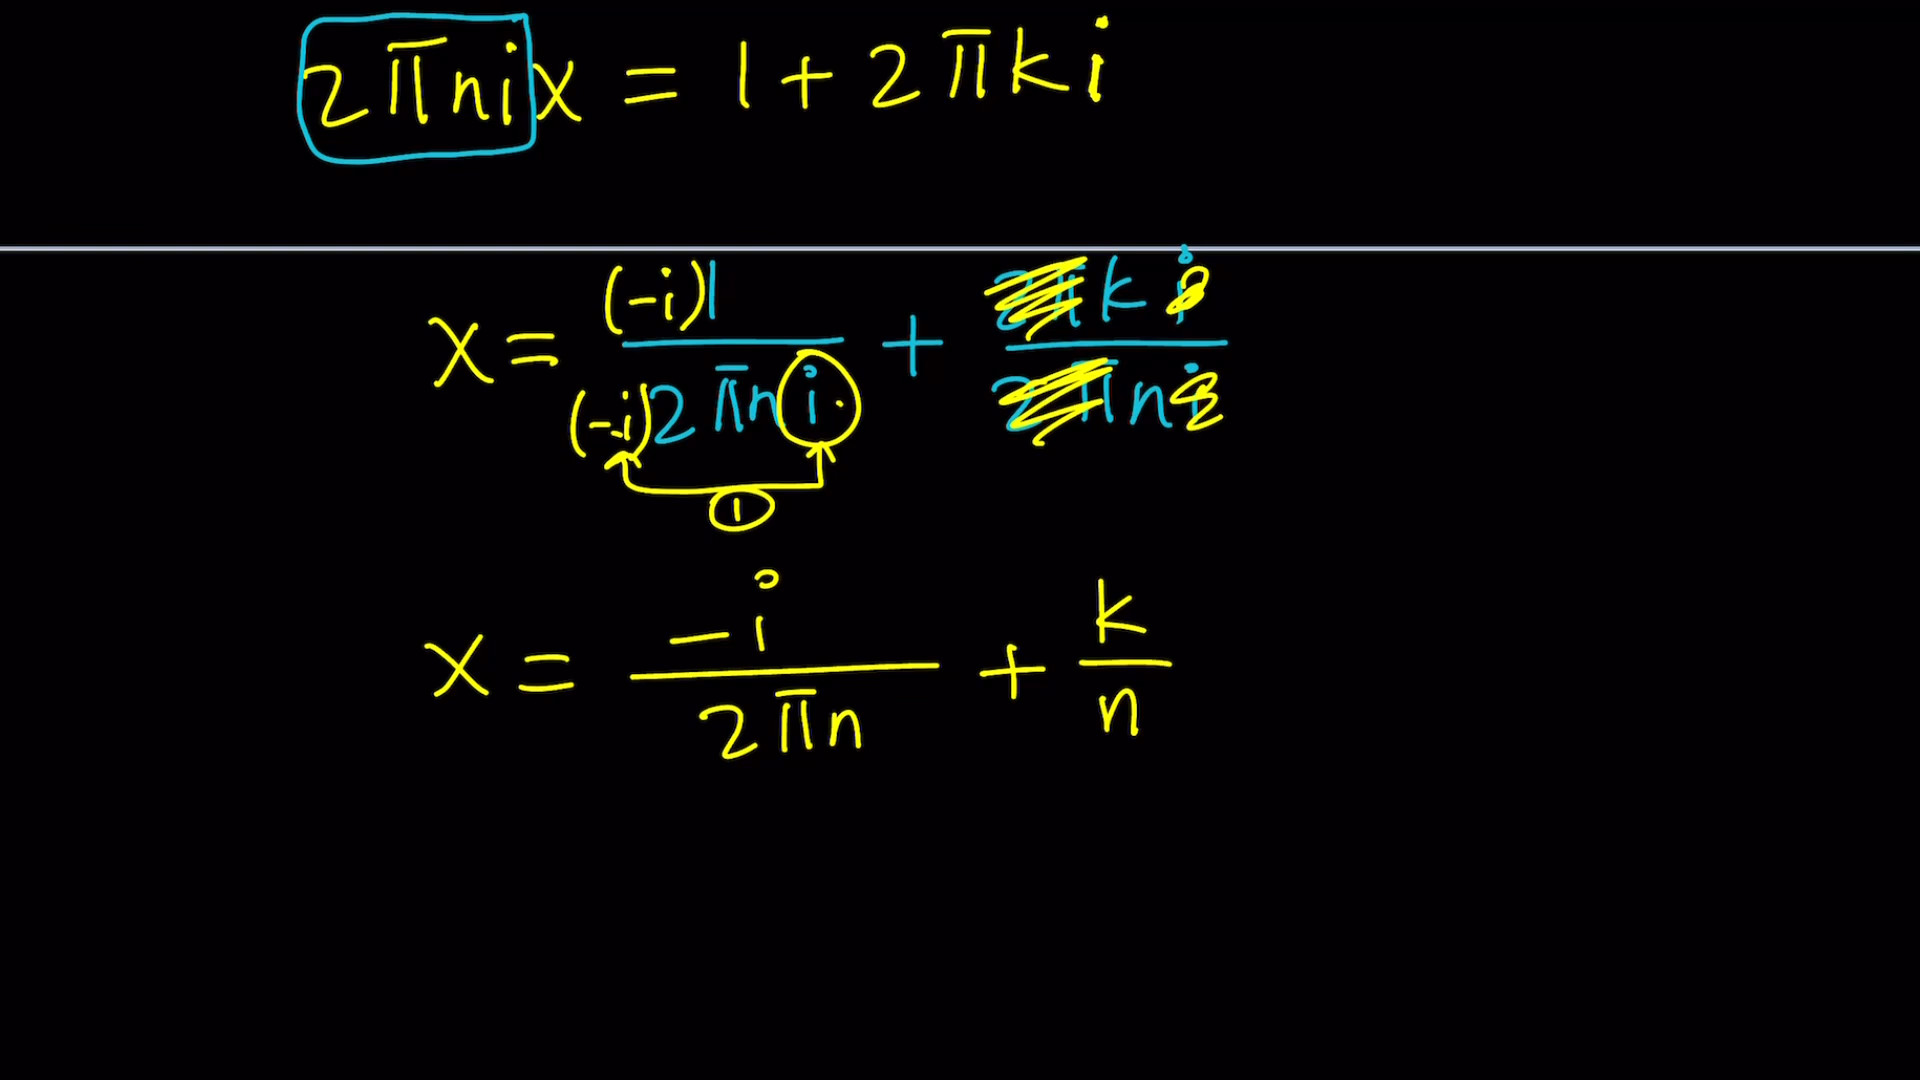 2πnix = 1 + 2πki
x = (-i)1 / (-i)2πni · + 2πki / 2πni
1
x = -i / 2πn + k / n